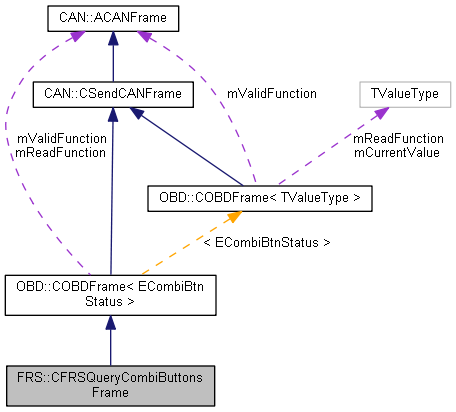 CAN::ACANFrame
CAN::CSendCANFrame
mValidFunction
TValueType
mValidFunction
mReadFunction
mReadFunction
mCurrentValue
OBD::COBDFrame< TValueType >
< ECombiBtnStatus >
OBD::COBDFrame< ECombiBtn
Status >
FRS::CFRSQueryCombiButtons
Frame